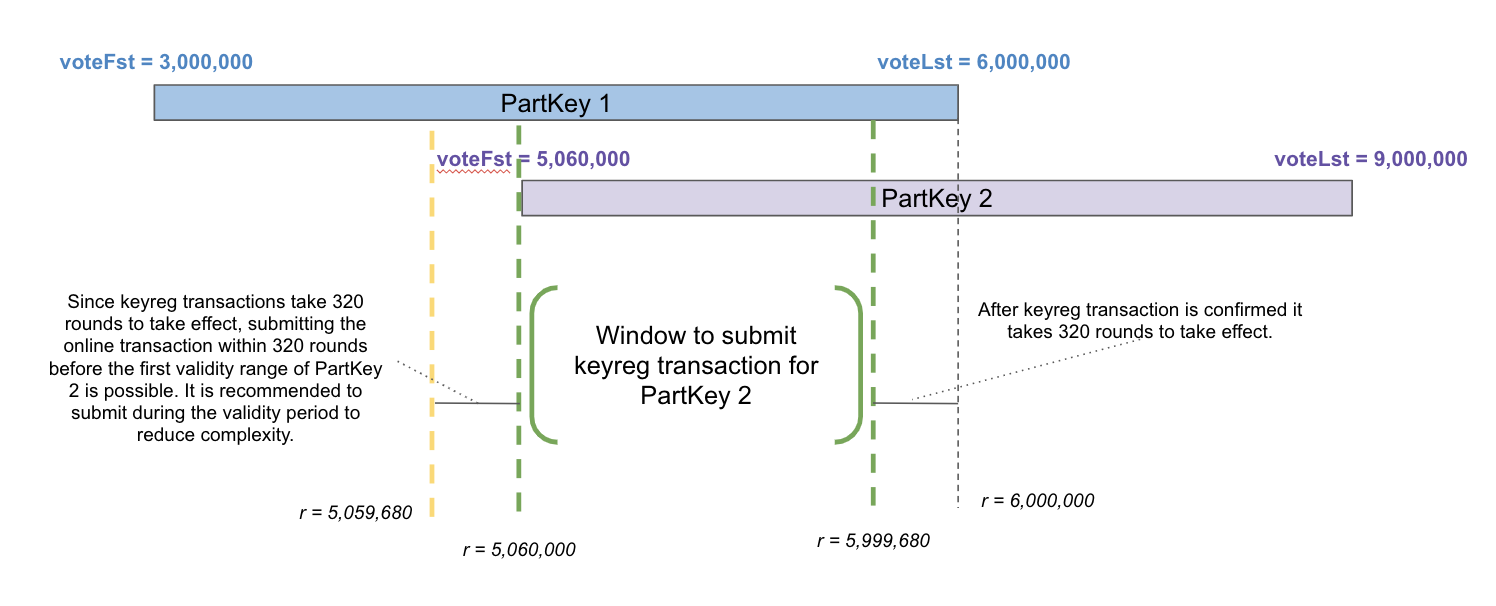 voteFst = 3,000,000
voteLst = 6,000,000
PartKey 1
voteFst = 5,060,000
voteLst = 9,000,000
PartKey 2
Since keyreg transactions take 320
rounds to take effect, submitting the
online transaction within 320 rounds
before the first validity range of PartKey
2 is possible. It is recommended to
submit during the validity period to
reduce complexity.
Window to submit
keyreg transaction for
PartKey 2
After keyreg transaction is confirmed it
takes 320 rounds to take effect.
r = 5,059,680
r = 5,060,000
r = 5,999,680
r = 6,000,000